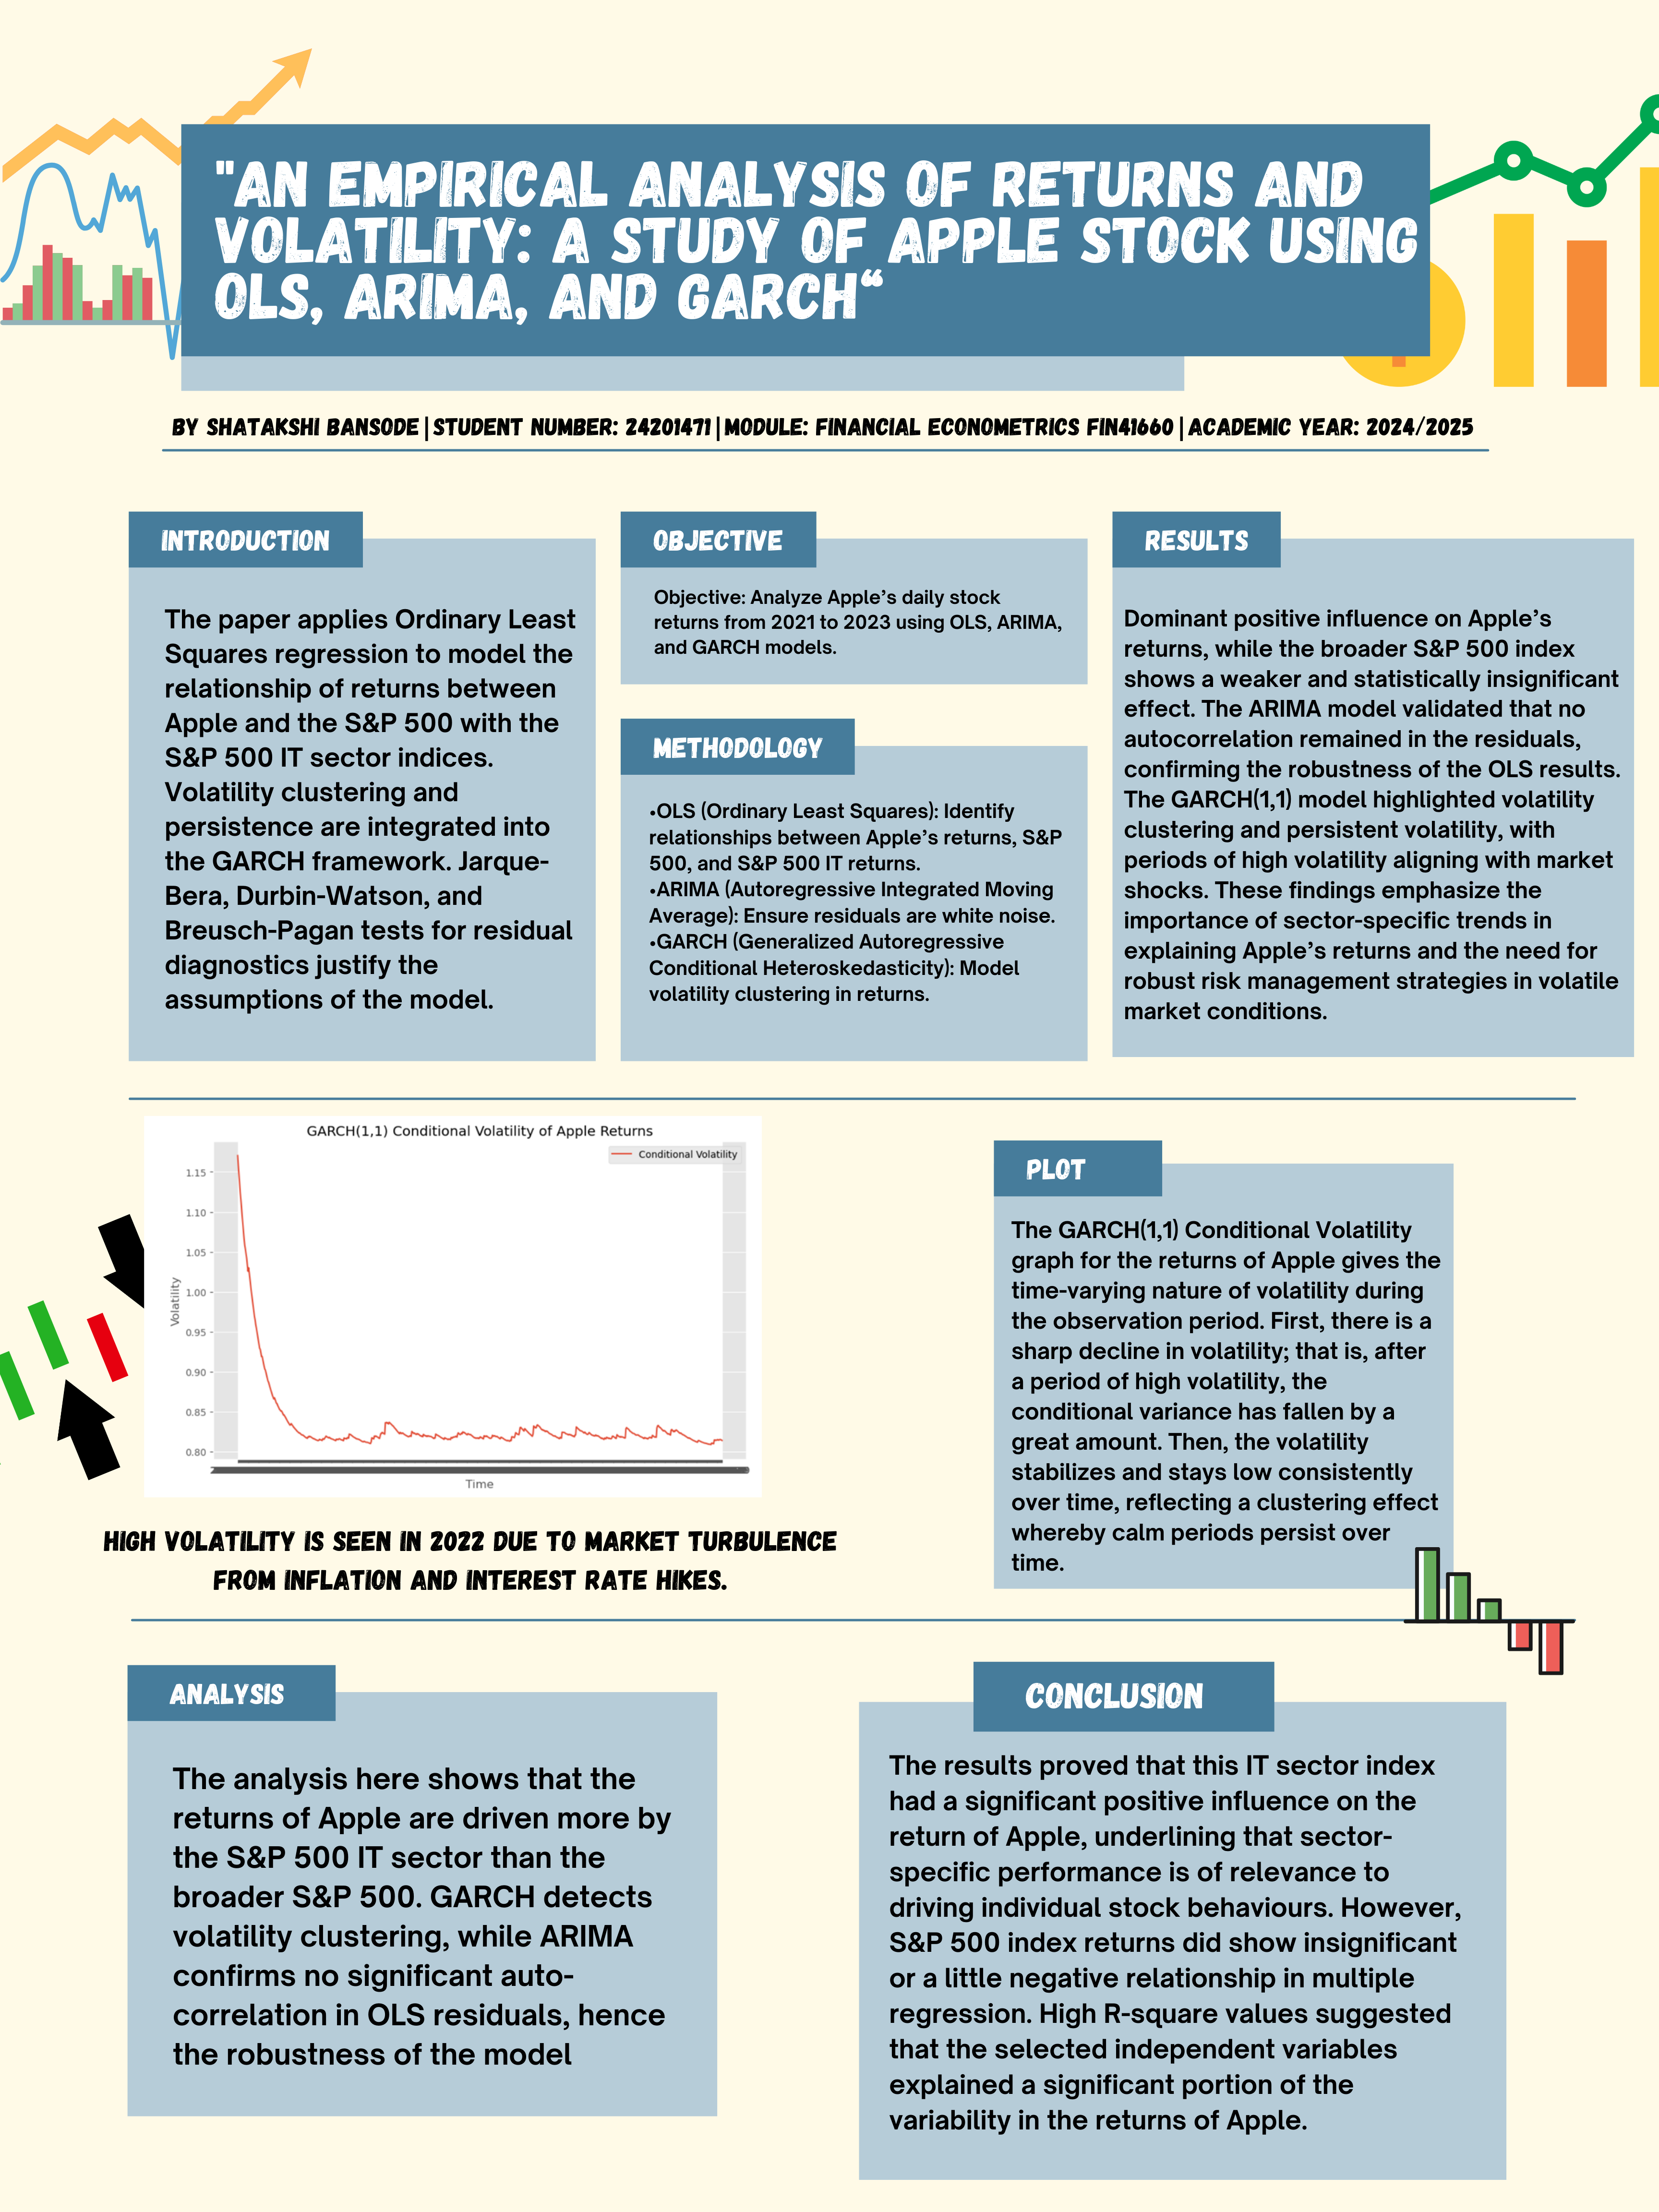 "AN EMPIRICAL ANALYSIS OF RETURNS AND
VOLATILITY: A STUDY OF APPLE STOCK USING
OLS, ARIMA, AND GARCH“
BY SHATAKSHI BANSODE|STUDENT NUMBER: 24201471|MODULE: FINANCIAL ECONOMETRICS FIN41660|ACADEMIC YEAR: 2024/2025
INTRODUCTION
The paper applies Ordinary Least
Squares regression to model the
relationship of returns between
Apple and the S&P 500 with the
S&P 500 IT sector indices.
Volatility clustering and
persistence are integrated into
the GARCH framework. Jarque-
Bera, Durbin-Watson, and
Breusch-Pagan tests for residual
diagnostics justify the
assumptions of the model.
OBJECTIVE
Objective: Analyze Apple's daily stock
returns from 2021 to 2023 using OLS, ARIMA,
and GARCH models.
METHODOLOGY
•OLS (Ordinary Least Squares): Identify
relationships between Apple's returns, S&P
500, and S&P 500 IT returns.
•ARIMA (Autoregressive Integrated Moving
Average): Ensure residuals are white noise.
•GARCH (Generalized Autoregressive
Conditional Heteroskedasticity): Model
volatility clustering in returns.
RESULTS
Dominant positive influence on Apple's
returns, while the broader S&P 500 index
shows a weaker and statistically insignificant
effect. The ARIMA model validated that no
autocorrelation remained in the residuals,
confirming the robustness of the OLS results.
The GARCH(1,1) model highlighted volatility
clustering and persistent volatility, with
periods of high volatility aligning with market
shocks. These findings emphasize the
importance of sector-specific trends in
explaining Apple's returns and the need for
robust risk management strategies in volatile
market conditions.
GARCH(1,1) Conditional Volatility of Apple Returns
Conditional Volatility
1.15
1.10
1.05
1.00
0.95
0.90
0.85
0.80
Volatility
Time
HIGH VOLATILITY IS SEEN IN 2022 DUE TO MARKET TURBULENCE
FROM INFLATION AND INTEREST RATE HIKES.
PLOT
The GARCH(1,1) Conditional Volatility
graph for the returns of Apple gives the
time-varying nature of volatility during
the observation period. First, there is a
sharp decline in volatility; that is, after
a period of high volatility, the
conditional variance has fallen by a
great amount. Then, the volatility
stabilizes and stays low consistently
over time, reflecting a clustering effect
whereby calm periods persist over
time.
ANALYSIS
The analysis here shows that the
returns of Apple are driven more by
the S&P 500 IT sector than the
broader S&P 500. GARCH detects
volatility clustering, while ARIMA
confirms no significant auto-
correlation in OLS residuals, hence
the robustness of the model
CONCLUSION
The results proved that this IT sector index
had a significant positive influence on the
return of Apple, underlining that sector-
specific performance is of relevance to
driving individual stock behaviours. However,
S&P 500 index returns did show insignificant
or a little negative relationship in multiple
regression. High R-square values suggested
that the selected independent variables
explained a significant portion of the
variability in the returns of Apple.